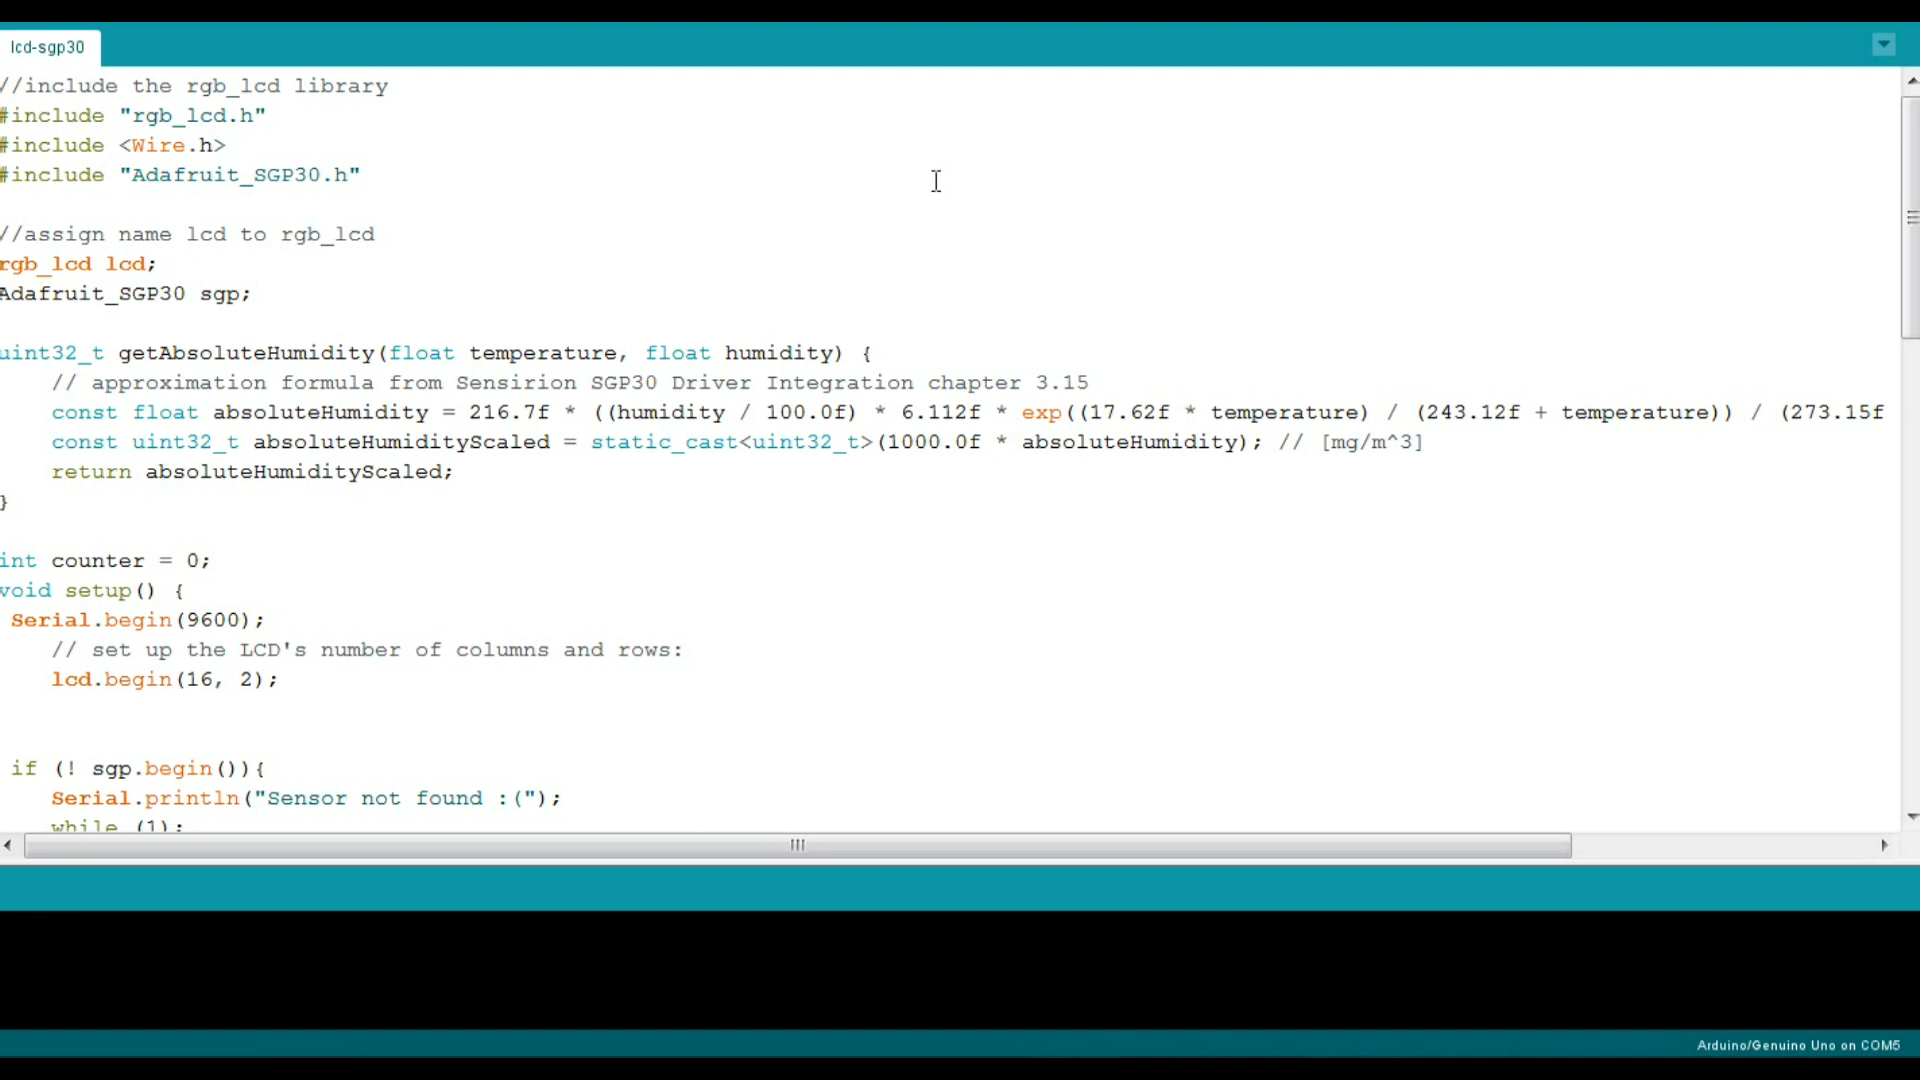 lcd-sgp30
//include the rgb_lcd library
#include "rgb_lcd.h"
#include <Wire.h>
#include "Adafruit_SGP30.h"
//assign name lcd to rgb_lcd
rgb_lcd lcd;
Adafruit_SGP30 sgp;
uint32_t getAbsoluteHumidity(float temperature, float humidity) {
// approximation formula from Sensirion SGP30 Driver Integration chapter 3.15
const float absoluteHumidity = 216.7f * ((humidity / 100.0f) * 6.112f * exp((17.62f * temperature) / (243.12f + temperature)) / (273.15f
const uint32_t absoluteHumidityScaled = static_cast<uint32_t>(1000.0f * absoluteHumidity); // [mg/m^3]
return absoluteHumidityScaled;
}
int counter = 0;
void setup() {
Serial.begin(9600);
// set up the LCD's number of columns and rows:
lcd.begin(16, 2);
if (! sgp.begin()){
Serial.println("Sensor not found :(");
while (1);
Arduino/Genuino Uno on COM5